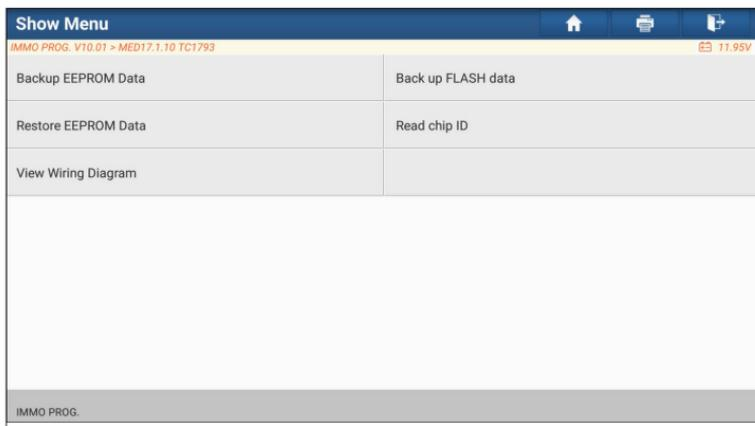 Show Menu
IMMO PROG. V10.01 > MED17.1.10 TC1793
11.95V
Backup EEPROM Data
Back up FLASH data
Restore EEPROM Data
Read chip ID
View Wiring Diagram
IMMO PROG.